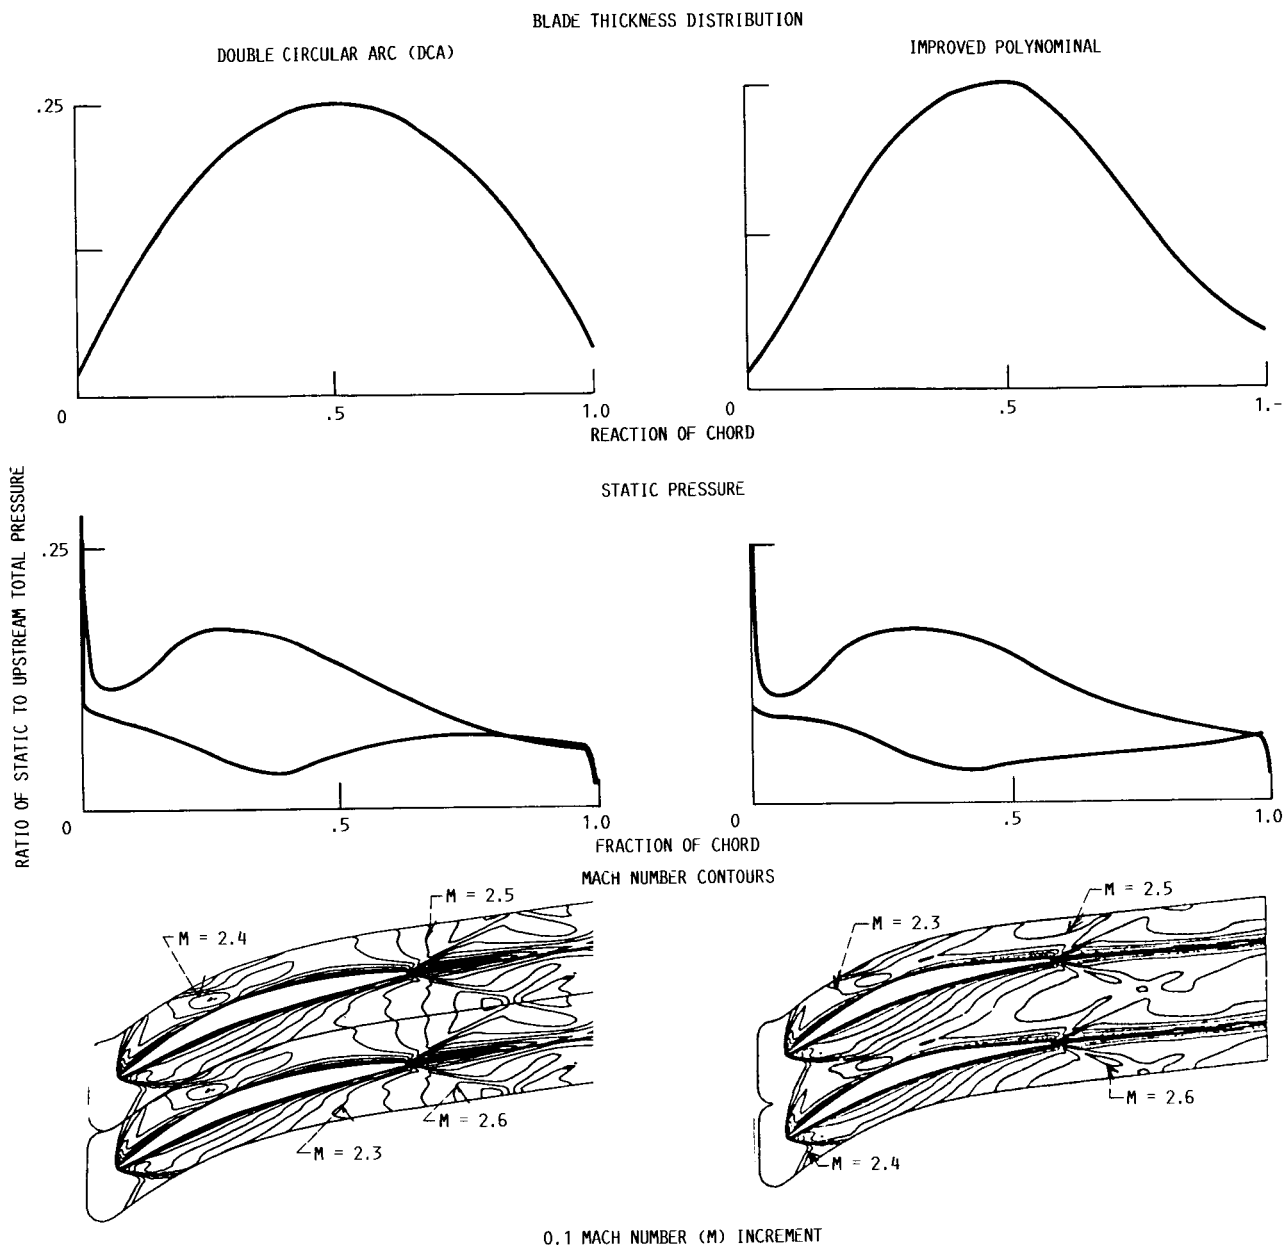 BLADE THICKNESS DISTRIBUTION
DOUBLE CIRCULAR ARC (DCA)
IMPROVED POLYNOMINAL
.25
0
.5
1.0
0
.5
1.-
REACTION OF CHORD
STATIC PRESSURE
RATIO OF STATIC TO UPSTREAM TOTAL PRESSURE
.25
0
.5
1.0
0
.5
1.0
FRACTION OF CHORD
MACH NUMBER CONTOURS
M = 2.4
M = 2.5
M = 2.3
M = 2.6
M = 2.3
M = 2.5
M = 2.6
M = 2.4
0.1 MACH NUMBER (M) INCREMENT